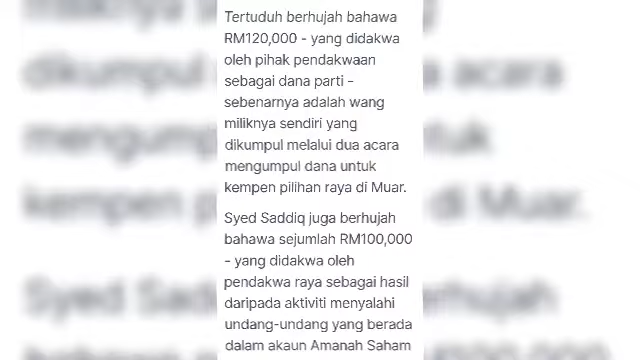 Tertuduh berhujah bahawa
RM120,000 - yang didakwa
oleh pihak pendakwaan
sebagai dana parti -
sebenarnya adalah wang
miliknya sendiri yang
dikumpul melalui dua acara
mengumpul dana untuk
kempen pilihan raya di Muar.
Syed Saddiq juga berhujah
bahawa sejumlah RM100,000
- yang didakwa oleh
pendakwa raya sebagai hasil
daripada aktiviti menyalahi
undang-undang yang berada
dalam akaun Amanah Saham